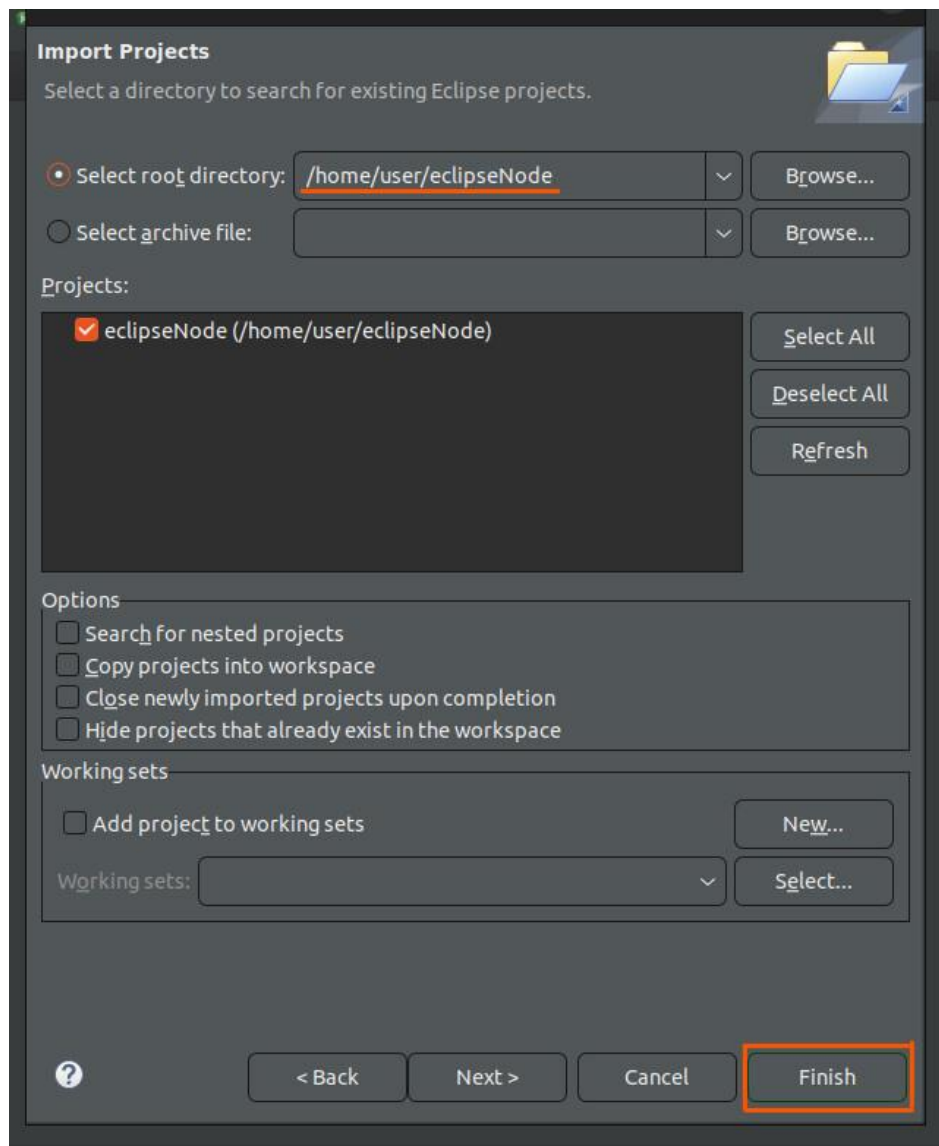 Import Projects
Select a directory to search for existing Eclipse projects.
Select root directory: /home/user/eclipseNode Browse...
Select archive file: Browse...
Projects:
eclipseNode (/home/user/eclipseNode)
Select All
Deselect All
Refresh
Options
Search for nested projects
Copy projects into workspace
Close newly imported projects upon completion
Hide projects that already exist in the workspace
Working sets
Add project to working sets New...
Working sets: Select...
? < Back Next > Cancel Finish